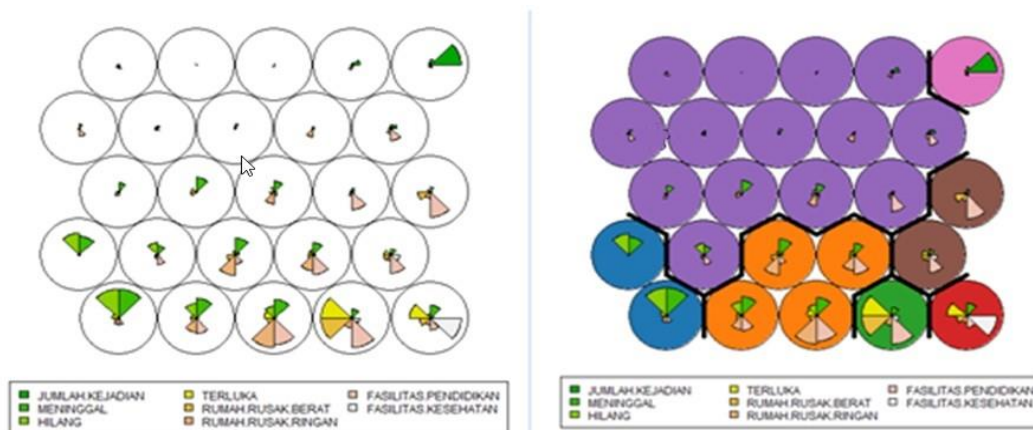 JUMLAH.KEJADIAN TERLUKA FASILITAS.PENDIDIKAN
MENINGGAL RUMAH.RUSAK.BERAT FASILITAS.KESEHATAN
HILANG RUMAH.RUSAK.RINGAN
JUMLAH.KEJADIAN TERLUKA FASILITAS.PENDIDIKAN
MENINGGAL RUMAH.RUSAK.BERAT FASILITAS.KESEHATAN
HILANG RUMAH.RUSAK.RINGAN